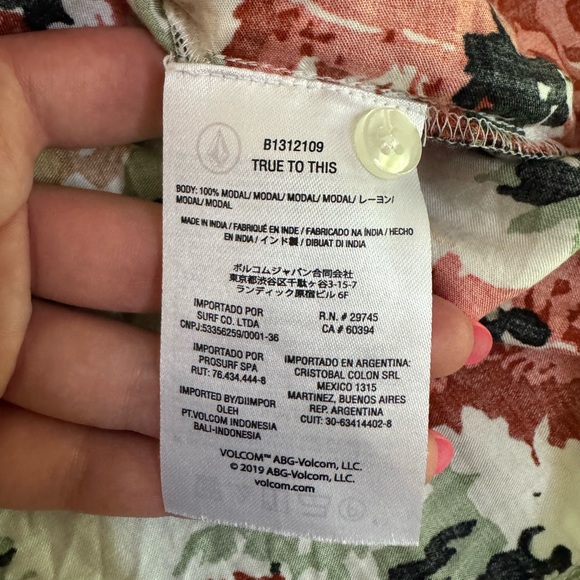 B1312109
TRUE TO THIS
BODY: 100% MODAL/ MODAL/ MODAL/ MODAL/ レーヨン/
MODAL/ MODAL
MADE IN INDIA / FABRIQUÉ EN INDE / FABRICADO NA ÍNDIA / HECHO
EN INDIA / インド製 / DIBUAT DI INDIA
ボルコムジャパン合同会社
東京都渋谷区千駄ヶ谷3-15-7
ランディック原宿ビル 6F
IMPORTADO POR
SURF CO. LTDA
CNPJ:53356259/0001-36
R.N. # 29745
CA # 60394
IMPORTADO POR
PROSURF SPA
RUT: 76.434.444-8
IMPORTED BY/DIIMPOR
OLEH
PT.VOLCOM INDONESIA
BALI-INDONESIA
IMPORTADO EN ARGENTINA:
CRISTOBAL COLON SRL
MEXICO 1315
MARTINEZ, BUENOS AIRES
REP. ARGENTINA
CUIT: 30-63414402-8
VOLCOM™ ABG-Volcom, LLC.
© 2019 ABG-Volcom, LLC.
volcom.com